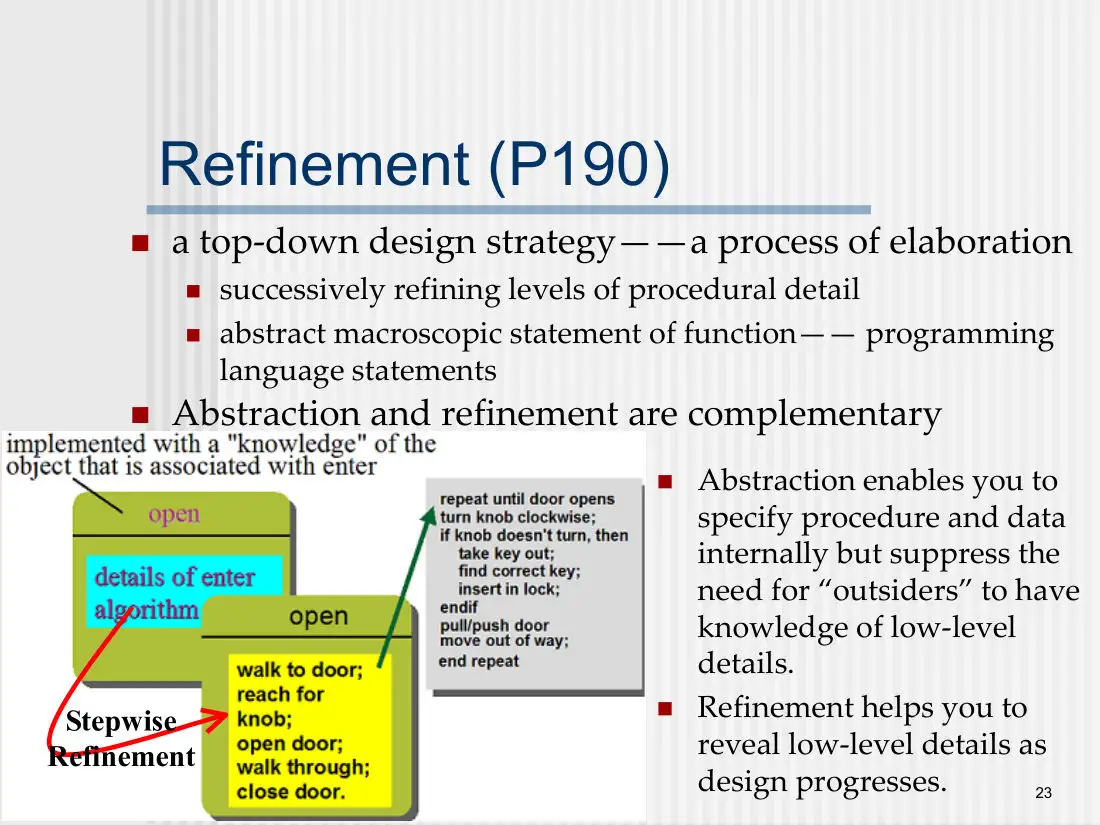 Refinement (P190)
a top-down design strategy——a process of elaboration
successively refining levels of procedural detail
abstract macroscopic statement of function—— programming
language statements
Abstraction and refinement are complementary
implemented with a "knowledge" of the
object that is associated with enter
open
details of enter
algorithm
Stepwise
Refinement
open
walk to door;
reach for
knob;
open door;
walk through;
close door.
repeat until door opens
turn knob clockwise;
if knob doesn't turn, then
take key out;
find correct key;
insert in lock;
endif
pull/push door
move out of way;
end repeat
Abstraction enables you to
specify procedure and data
internally but suppress the
need for “outsiders” to have
knowledge of low-level
details.
Refinement helps you to
reveal low-level details as
design progresses.
23